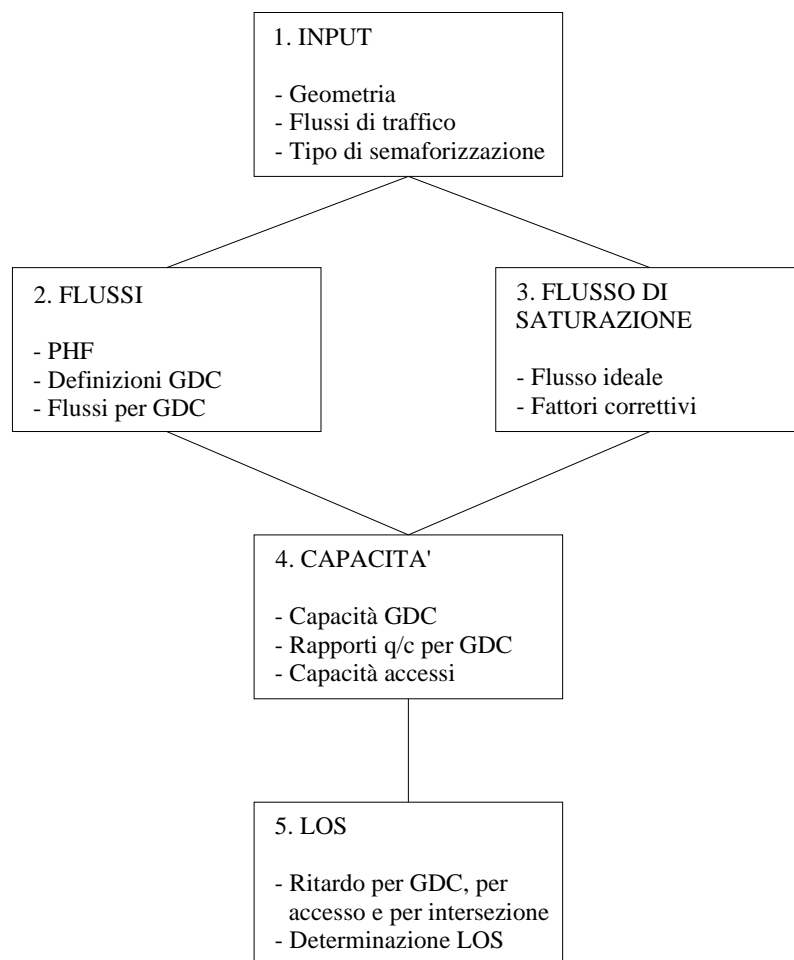 1. INPUT
- Geometria
- Flussi di traffico
- Tipo di semaforizzazione
2. FLUSSI
- PHF
- Definizioni GDC
- Flussi per GDC
3. FLUSSO DI
SATURAZIONE
- Flusso ideale
- Fattori correttivi
4. CAPACITA'
- Capacità GDC
- Rapporti q/c per GDC
- Capacità accessi
5. LOS
- Ritardo per GDC, per
accesso e per intersezione
- Determinazione LOS